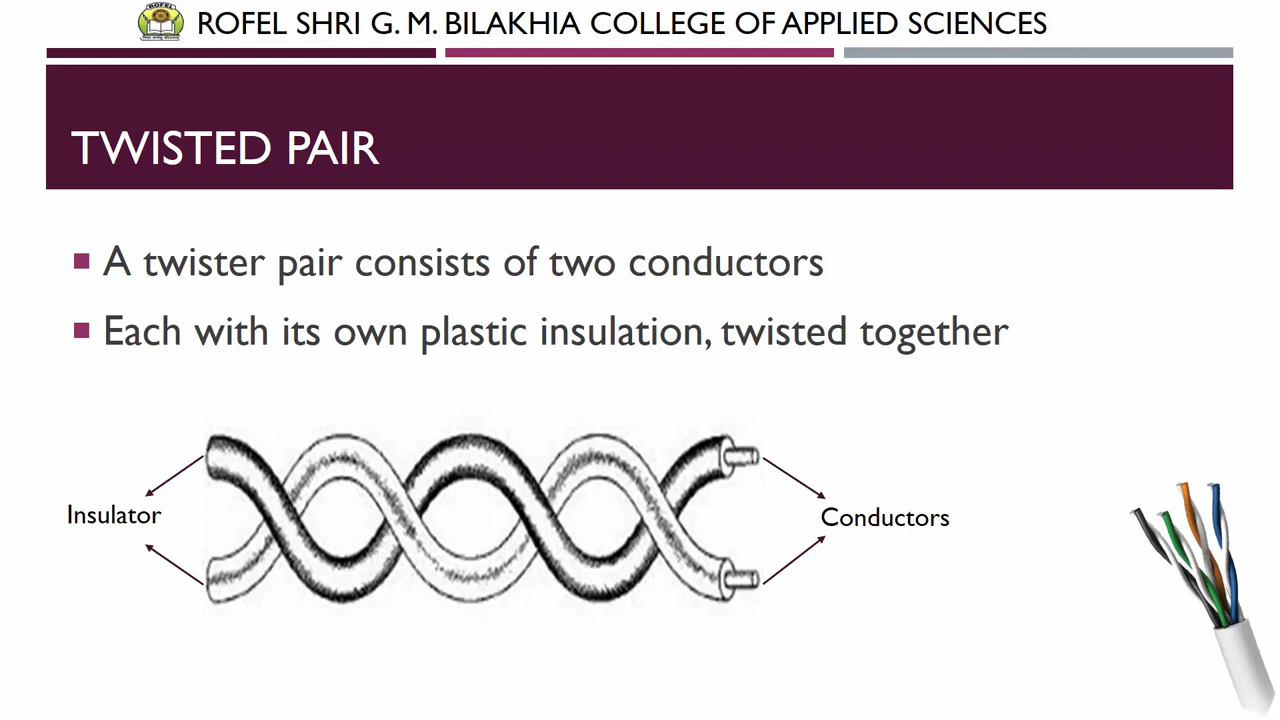 ROFEL
ROFEL SHRI G. M. BILAKHIA COLLEGE OF APPLIED SCIENCES
TWISTED PAIR
A twister pair consists of two conductors
Each with its own plastic insulation, twisted together
Insulator
Conductors